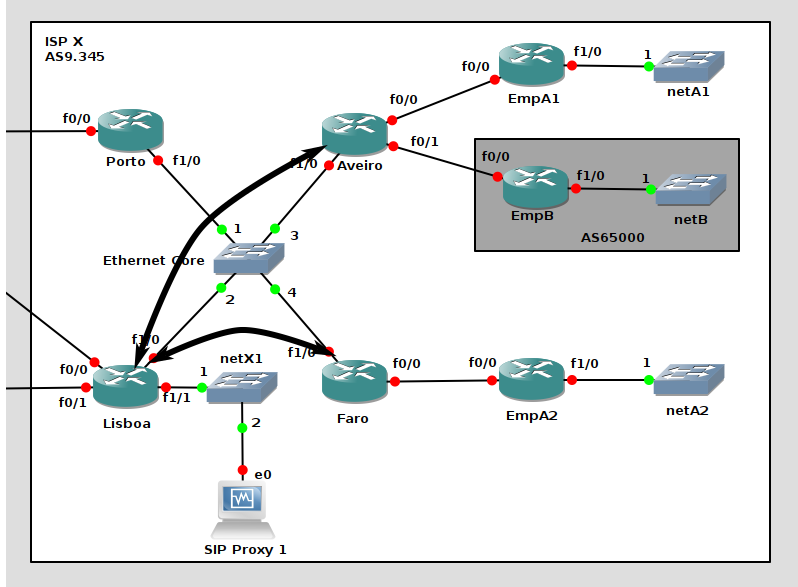 ISP X
AS9.345
f0/0
Porto
f1/0
f0/0
f1/0
Aveiro
f0/1
f0/0
EmpA1
f1/0
1
netA1
f0/0
EmpB
f1/0
1
netB
AS65000
Ethernet Core
1
3
2
4
f1/0
f0/0
f0/1
Lisboa
f1/1
netX1
1
2
e0
SIP Proxy 1
f1/0
Faro
f0/0
f0/0
EmpA2
f1/0
1
netA2